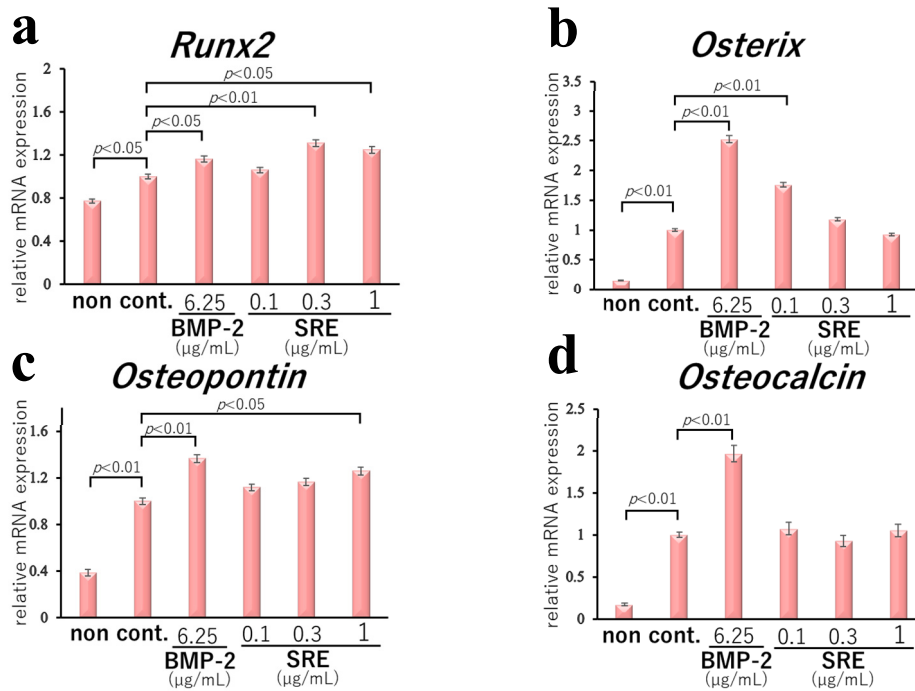 a
Runx2
relative mRNA expression
1.6
1.2
0.8
0.4
0
p<0.05
p<0.01
p<0.05
p<0.05
non cont. 6.25 0.1 0.3 1
BMP-2 SRE
(μg/mL) (μg/mL)
b
Osterix
relative mRNA expression
3.5
3
2.5
2
1.5
1
0.5
0
p<0.01
p<0.01
p<0.01
non cont. 6.25 0.1 0.3 1
BMP-2 SRE
(μg/mL) (μg/mL)
c
Osteopontin
relative mRNA expression
1.6
1.2
0.8
0.4
0
p<0.05
p<0.01
p<0.01
non cont. 6.25 0.1 0.3 1
BMP-2 SRE
(μg/mL) (μg/mL)
d
Osteocalcin
Relative mRNA expression
2.5
2
1.5
1
0.5
0
p<0.01
p<0.01
non cont. 6.25 0.1 0.3 1
BMP-2 SRE
(μg/mL) (μg/mL)